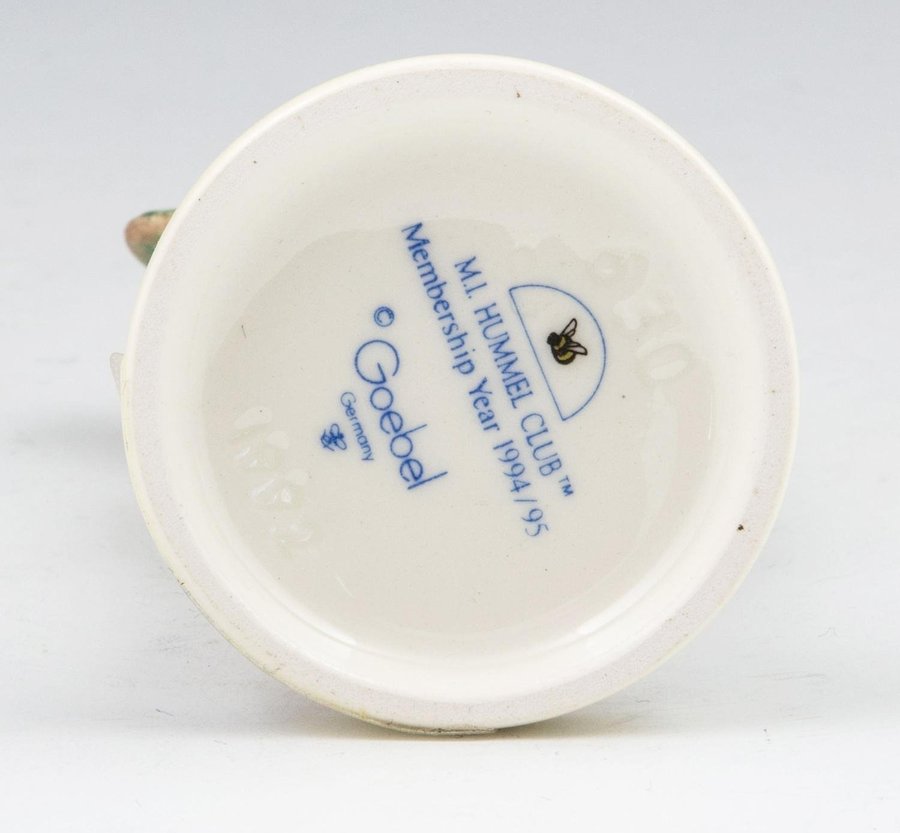 M.I. HUMMEL CLUB™
Membership Year 1994/95
© Goebel
Germany